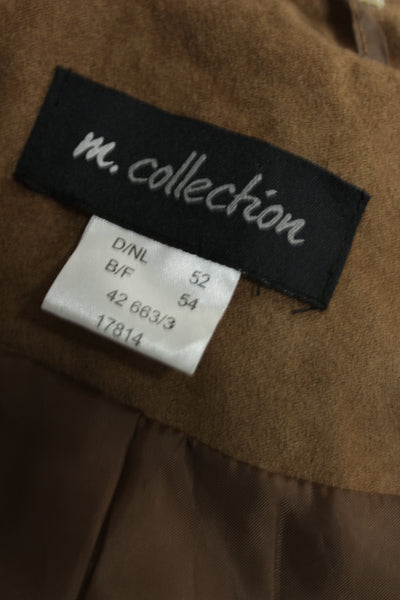 m. collection
D/NL 52
B/F 54
42 663/3
17814